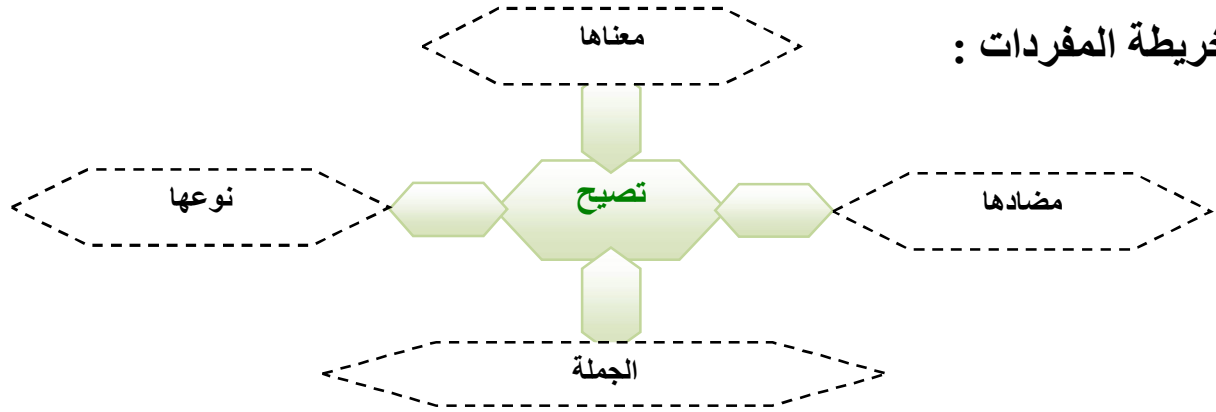 خريطة المفردات :
معناها
مضادها
تصيح
نوعها
الجملة